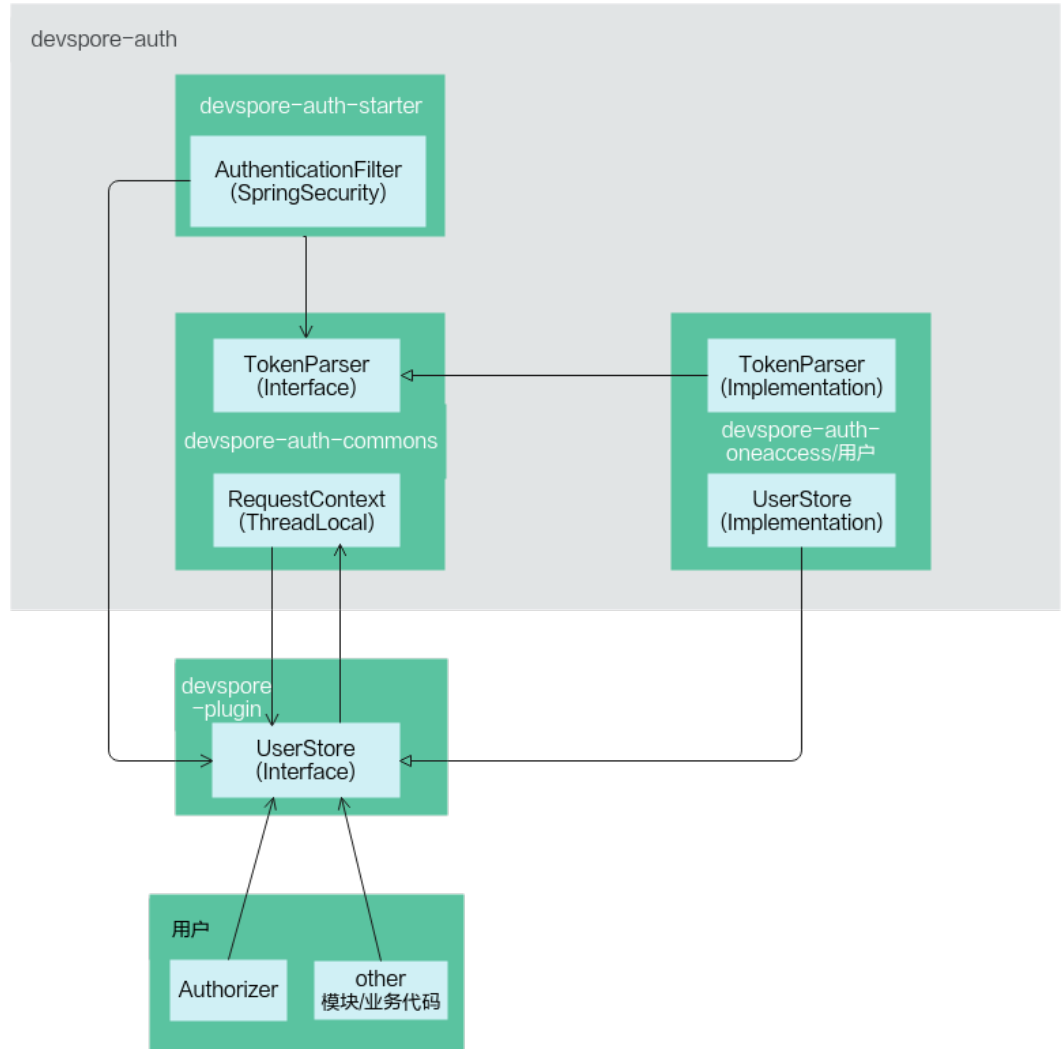 devspore-auth
devspore-auth-starter
AuthenticationFilter
(SpringSecurity)
TokenParser
(Interface)
devspore-auth-commons
RequestContext
(ThreadLocal)
TokenParser
(Implementation)
devspore-auth-
oneaccess/用户
UserStore
(Implementation)
devspore
-plugin
UserStore
(Interface)
用户
Authorizer
other
模块/业务代码